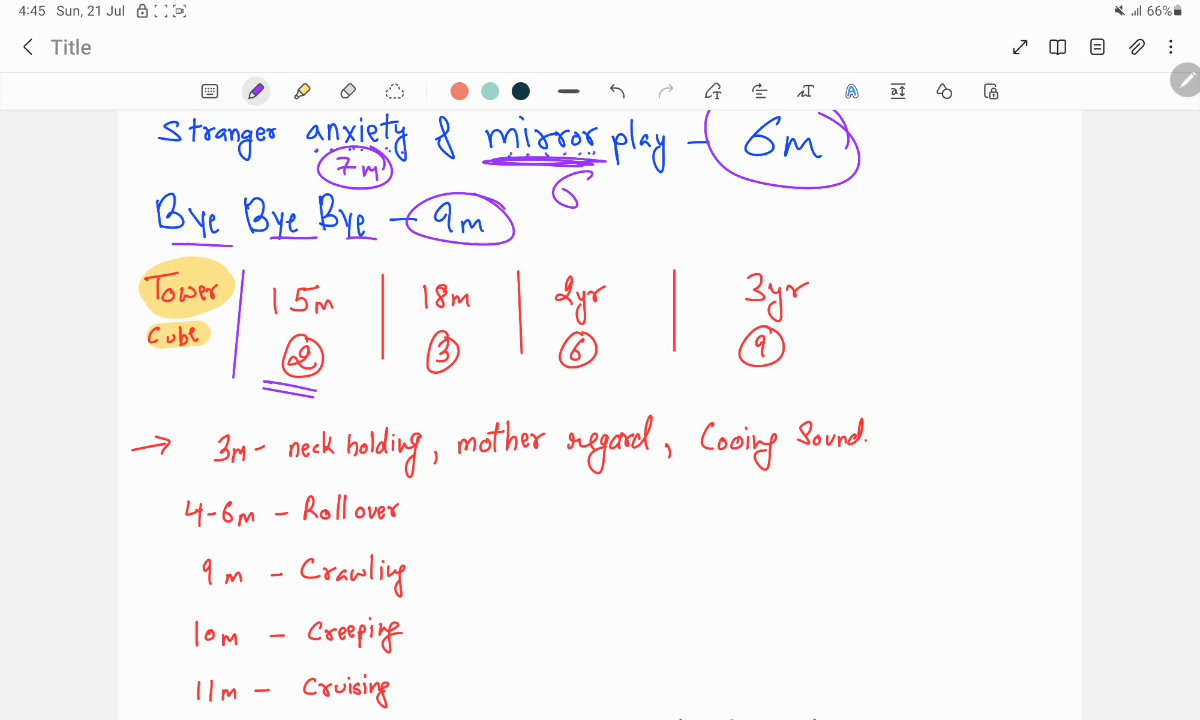 4:45 Sun, 21 Jul 66%
Title
Stranger anxiety & mirror play - 6m
7m 6
Bye Bye Bye - 9m
Tower 15m 18m 2yr 3yr
Cube 2 3 6 9
→ 3m - neck holding, mother regard, Cooing Sound.
4-6m - Roll over
9m - Crawling
10m - Creeping
11m - Cruising